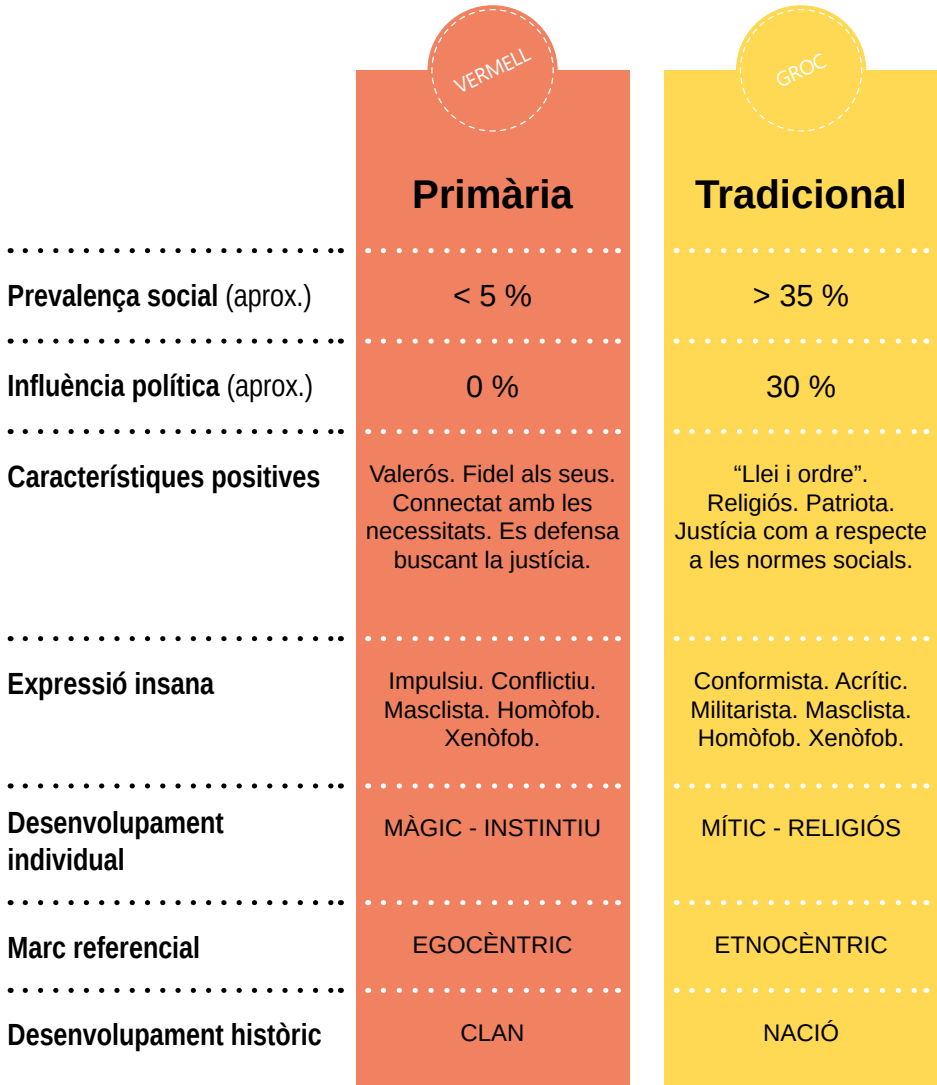 VERMELL
GROC
Primària
Tradicional
Prevalença social (aprox.)
< 5 %
> 35 %
Influència política (aprox.)
0 %
30 %
Característiques positives
Valerós. Fidel als seus.
Connectat amb les
necessitats. Es defensa
buscant la justícia.
“Llei i ordre”.
Religiós. Patriota.
Justícia com a respecte
a les normes socials.
Expressió insana
Impulsiu. Conflictiu.
Masclista. Homòfob.
Xenòfob.
Conformista. Acrític.
Militarista. Masclista.
Homòfob. Xenòfob.
Desenvolupament
individual
MÀGIC - INSTINTIU
MÍTIC - RELIGIÓS
Marc referencial
EGOCÈNTRIC
ETNOCÈNTRIC
Desenvolupament històric
CLAN
NACIÓ